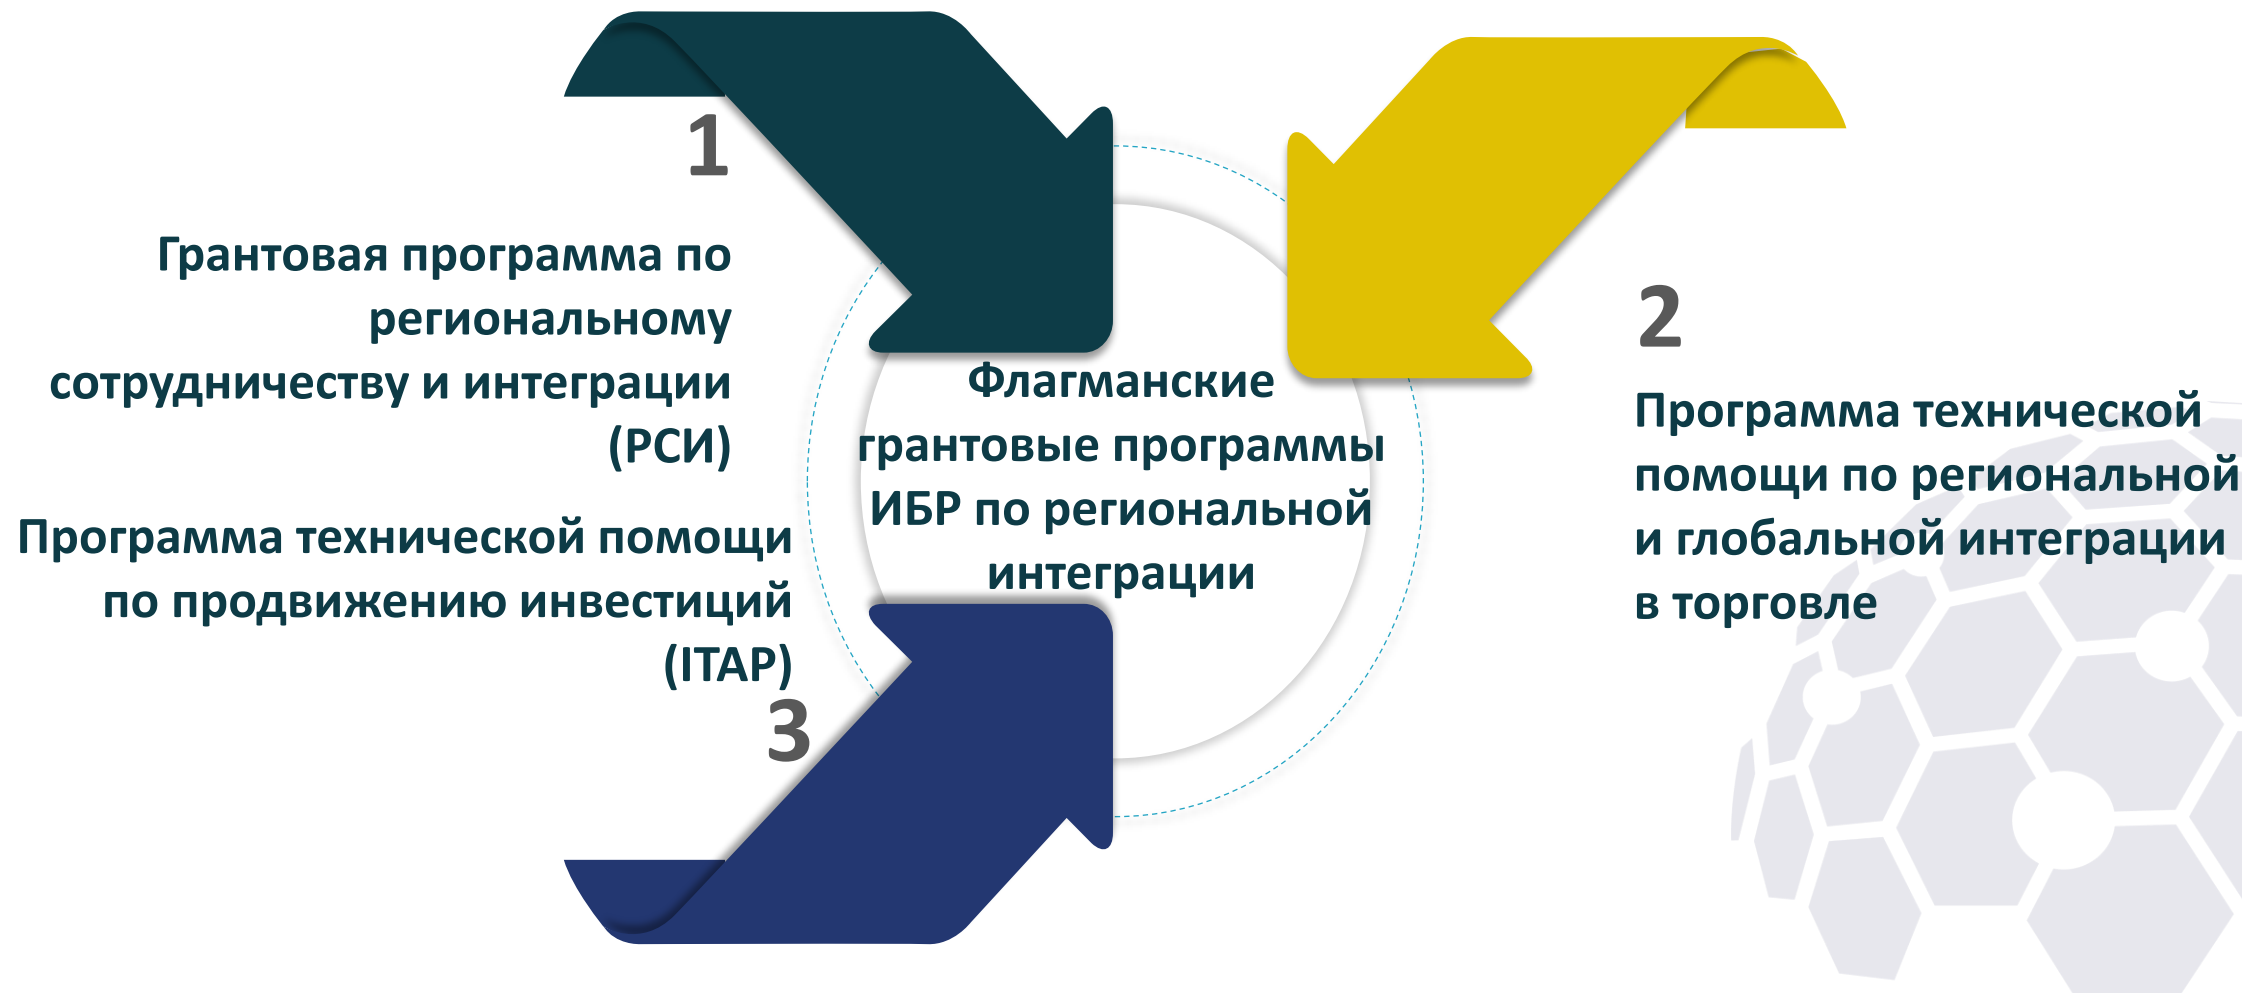 1
Грантовая программа по
региональному
сотрудничеству и интеграции
(РСИ)
2
Программа технической
помощи по региональной
и глобальной интеграции
в торговле
Программа технической помощи
по продвижению инвестиций
(ITAP)
3
Флагманские
грантовые программы
ИБР по региональной
интеграции